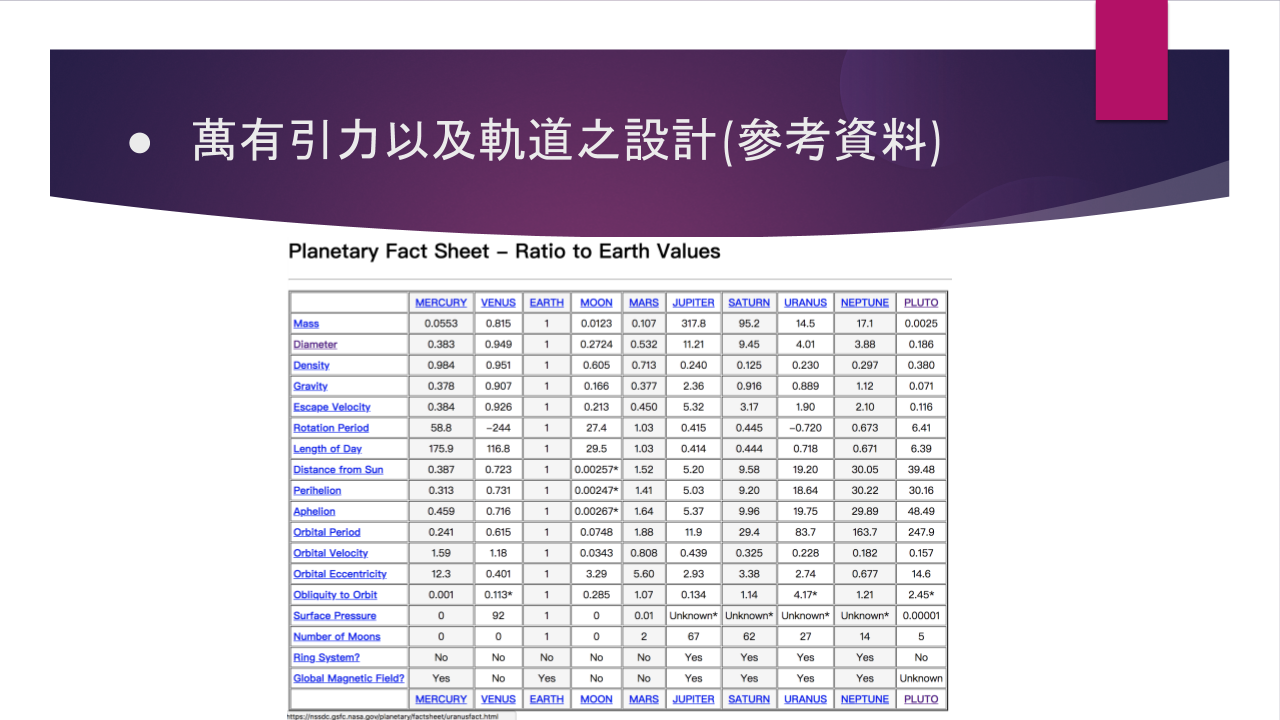 ● 萬有引力以及軌道之設計(參考資料)
Planetary Fact Sheet – Ratio to Earth Values
MERCURY VENUS EARTH MOON MARS JUPITER SATURN URANUS NEPTUNE PLUTO
Mass 0.0553 0.815 1 0.0123 0.107 317.8 95.2 14.5 17.1 0.0025
Diameter 0.383 0.949 1 0.2724 0.532 11.21 9.45 4.01 3.88 0.186
Density 0.984 0.951 1 0.605 0.713 0.240 0.125 0.230 0.297 0.380
Gravity 0.378 0.907 1 0.166 0.377 2.36 0.916 0.889 1.12 0.071
Escape Velocity 0.384 0.926 1 0.213 0.450 5.32 3.17 1.90 2.10 0.116
Rotation Period 58.8 –244 1 27.4 1.03 0.415 0.445 –0.720 0.673 6.41
Length of Day 175.9 116.8 1 29.5 1.03 0.414 0.444 0.718 0.671 6.39
Distance from Sun 0.387 0.723 1 0.00257* 1.52 5.20 9.58 19.20 30.05 39.48
Perihelion 0.313 0.731 1 0.00247* 1.41 5.03 9.20 18.64 30.22 30.16
Aphelion 0.459 0.716 1 0.00267* 1.64 5.37 9.96 19.75 29.89 48.49
Orbital Period 0.241 0.615 1 0.0748 1.88 11.9 29.4 83.7 163.7 247.9
Orbital Velocity 1.59 1.18 1 0.0343 0.808 0.439 0.325 0.228 0.182 0.157
Orbital Eccentricity 12.3 0.401 1 3.29 5.60 2.93 3.38 2.74 0.677 14.6
Obliquity to Orbit 0.001 0.113* 1 0.285 1.07 0.134 1.14 4.17* 1.21 2.45*
Surface Pressure 0 92 1 0 0.01 Unknown* Unknown* Unknown* Unknown* 0.00001
Number of Moons 0 0 1 0 2 67 62 27 14 5
Ring System? No No No No No Yes Yes Yes Yes No
Global Magnetic Field? Yes No Yes No No Yes Yes Yes Yes Unknown
MERCURY VENUS EARTH MOON MARS JUPITER SATURN URANUS NEPTUNE PLUTO
https://nssdc.gsfc.nasa.gov/planetary/factsheet/uranusfact.html